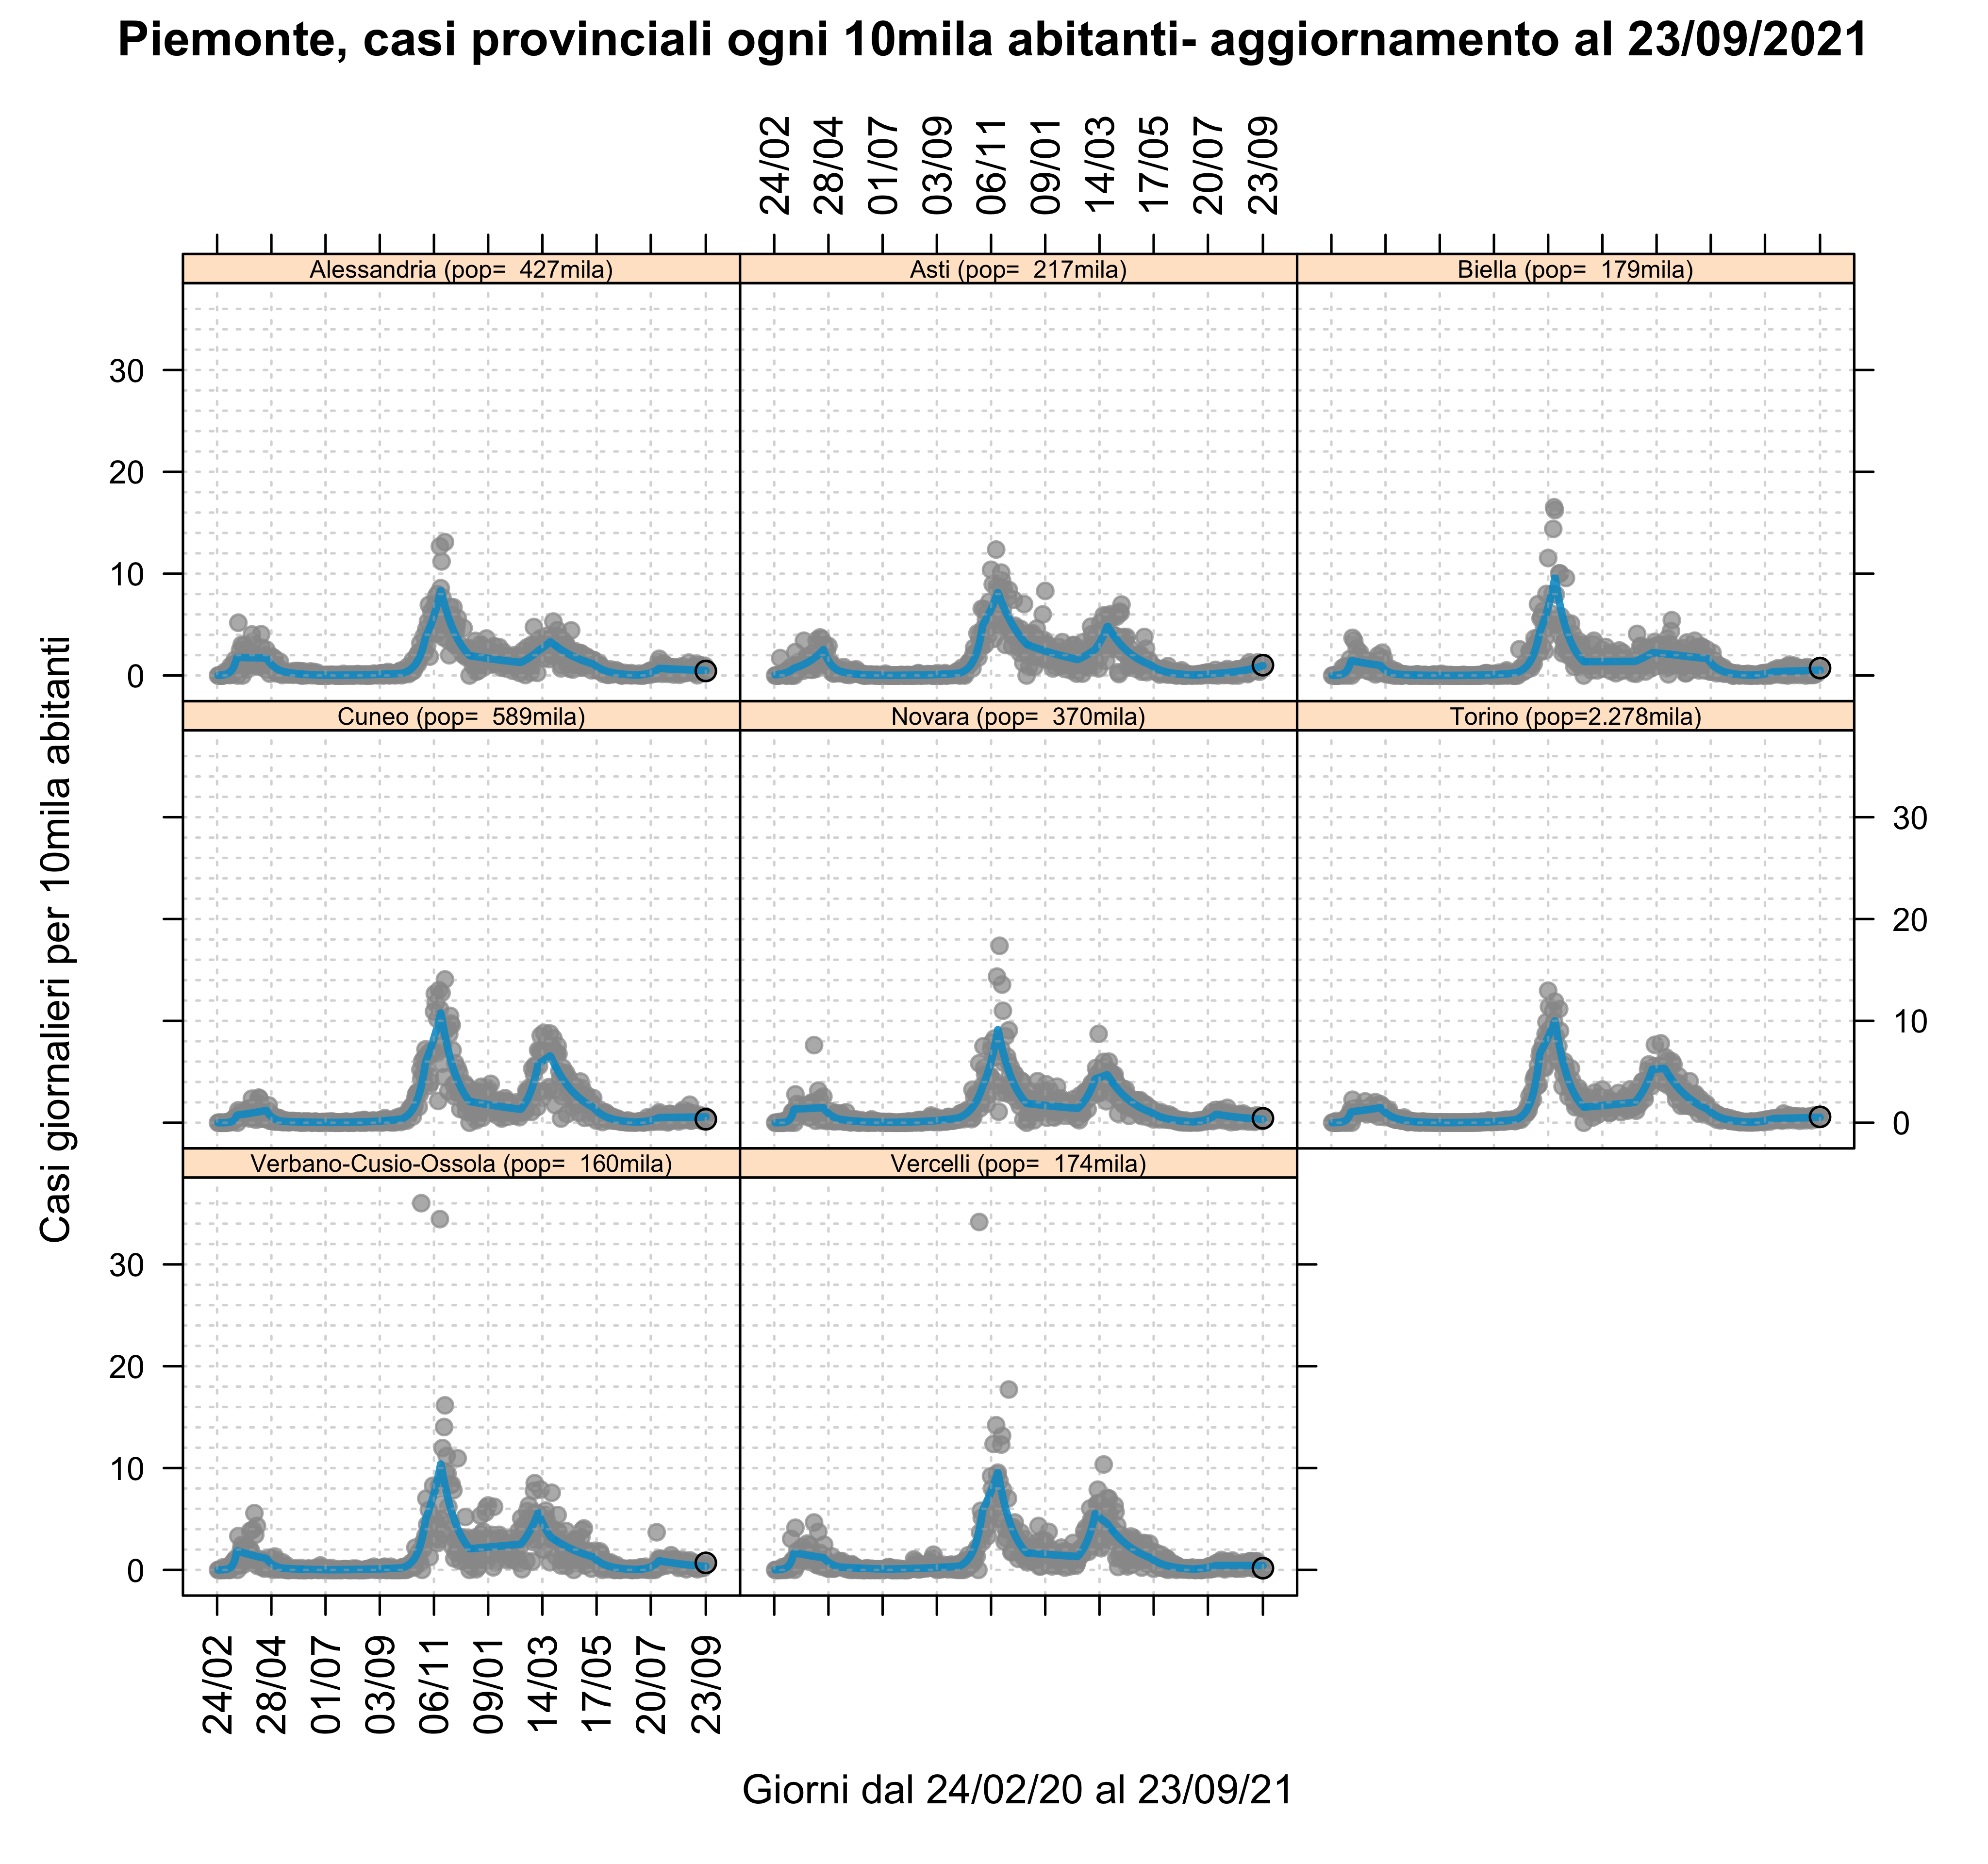 Piemonte, casi provinciali ogni 10mila abitanti- aggiornamento al 23/09/2021
24/02 28/04 01/07 03/09 06/11 09/01 14/03 17/05 20/07 23/09
Alessandria (pop=  427mila) Asti (pop=  217mila) Biella (pop=  179mila)
30
20
10
0
Cuneo (pop=  589mila) Novara (pop=  370mila) Torino (pop=2.278mila)
30
20
10
0
Verbano-Cusio-Ossola (pop=  160mila) Vercelli (pop=  174mila)
30
20
10
0
24/02 28/04 01/07 03/09 06/11 09/01 14/03 17/05 20/07 23/09
Casi giornalieri per 10mila abitanti
Giorni dal 24/02/20 al 23/09/21